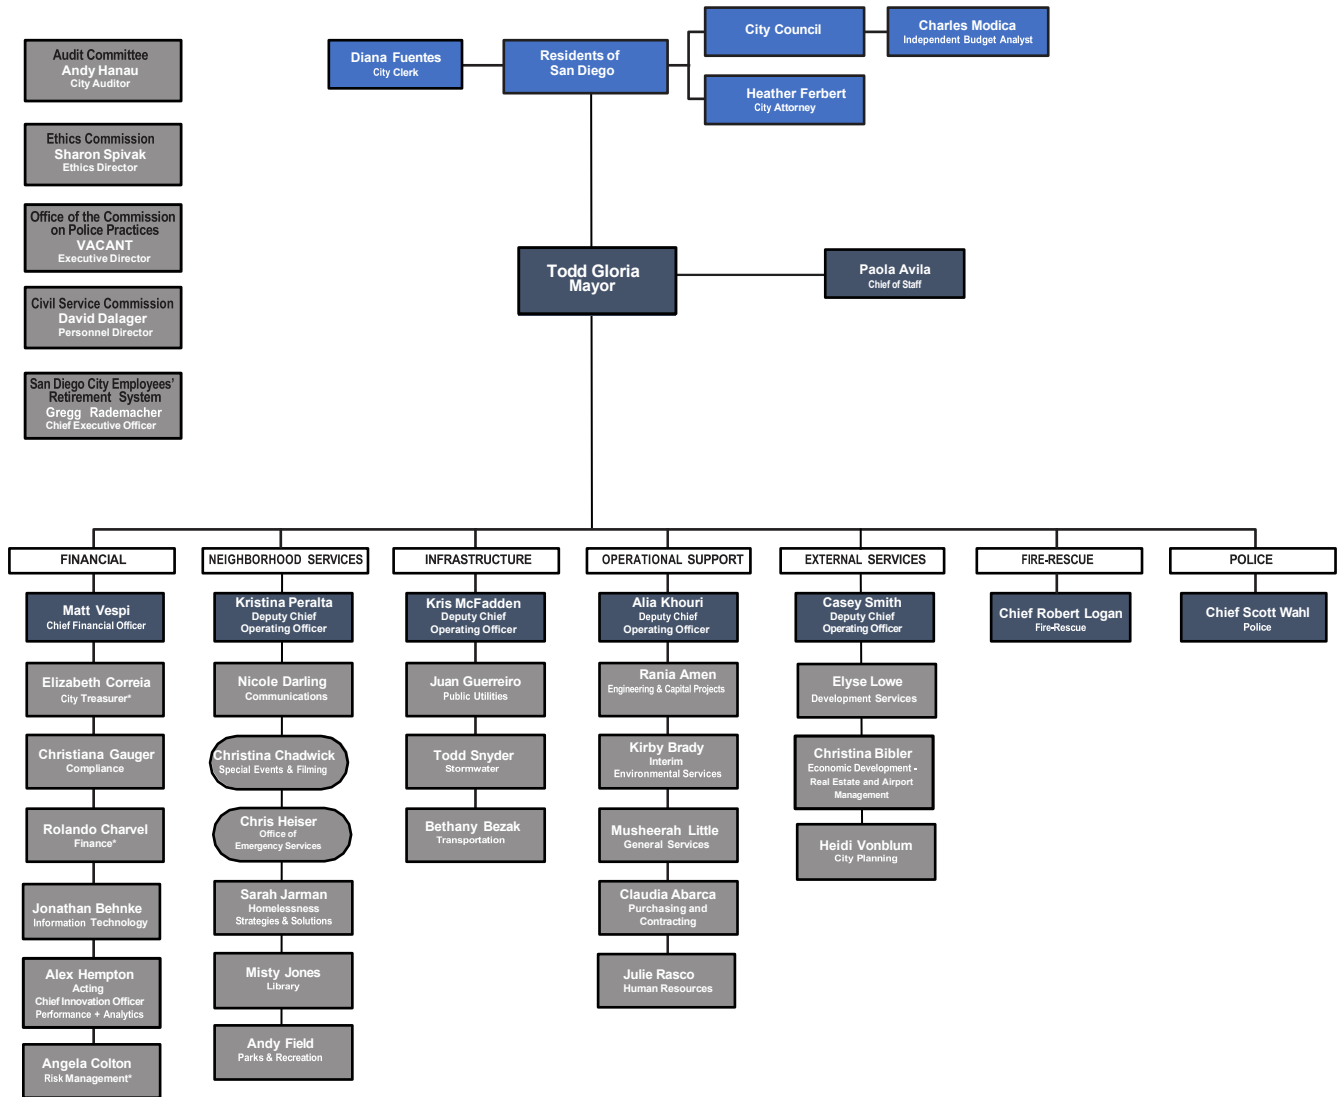 Audit Committee
Andy Hanau
City Auditor
Ethics Commission
Sharon Spivak
Ethics Director
Office of the Commission
on Police Practices
VACANT
Executive Director
Civil Service Commission
David Dalager
Personnel Director
San Diego City Employees'
Retirement System
Gregg Rademacher
Chief Executive Officer
Diana Fuentes
City Clerk
Residents of
San Diego
City Council
Charles Modica
Independent Budget Analyst
Heather Ferbert
City Attorney
Todd Gloria
Mayor
Paola Avila
Chief of Staff
FINANCIAL
Matt Vespi
Chief Financial Officer
Elizabeth Correia
City Treasurer*
Christiana Gauger
Compliance
Rolando Charvel
Finance*
Jonathan Behnke
Information Technology
Alex Hempton
Acting
Chief Innovation Officer
Performance + Analytics
Angela Colton
Risk Management*
NEIGHBORHOOD SERVICES
Kristina Peralta
Deputy Chief
Operating Officer
Nicole Darling
Communications
Christina Chadwick
Special Events & Filming
Chris Heiser
Office of
Emergency Services
Sarah Jarman
Homelessness
Strategies & Solutions
Misty Jones
Library
Andy Field
Parks & Recreation
INFRASTRUCTURE
Kris McFadden
Deputy Chief
Operating Officer
Juan Guerreiro
Public Utilities
Todd Snyder
Stormwater
Bethany Bezak
Transportation
OPERATIONAL SUPPORT
Alia Khouri
Deputy Chief
Operating Officer
Rania Amen
Engineering & Capital Projects
Kirby Brady
Interim
Environmental Services
Musheerah Little
General Services
Claudia Abarca
Purchasing and
Contracting
Julie Rasco
Human Resources
EXTERNAL SERVICES
Casey Smith
Deputy Chief
Operating Officer
Elyse Lowe
Development Services
Christina Bibler
Economic Development -
Real Estate and Airport
Management
Heidi Vonblum
City Planning
FIRE-RESCUE
Chief Robert Logan
Fire-Rescue
POLICE
Chief Scott Wahl
Police